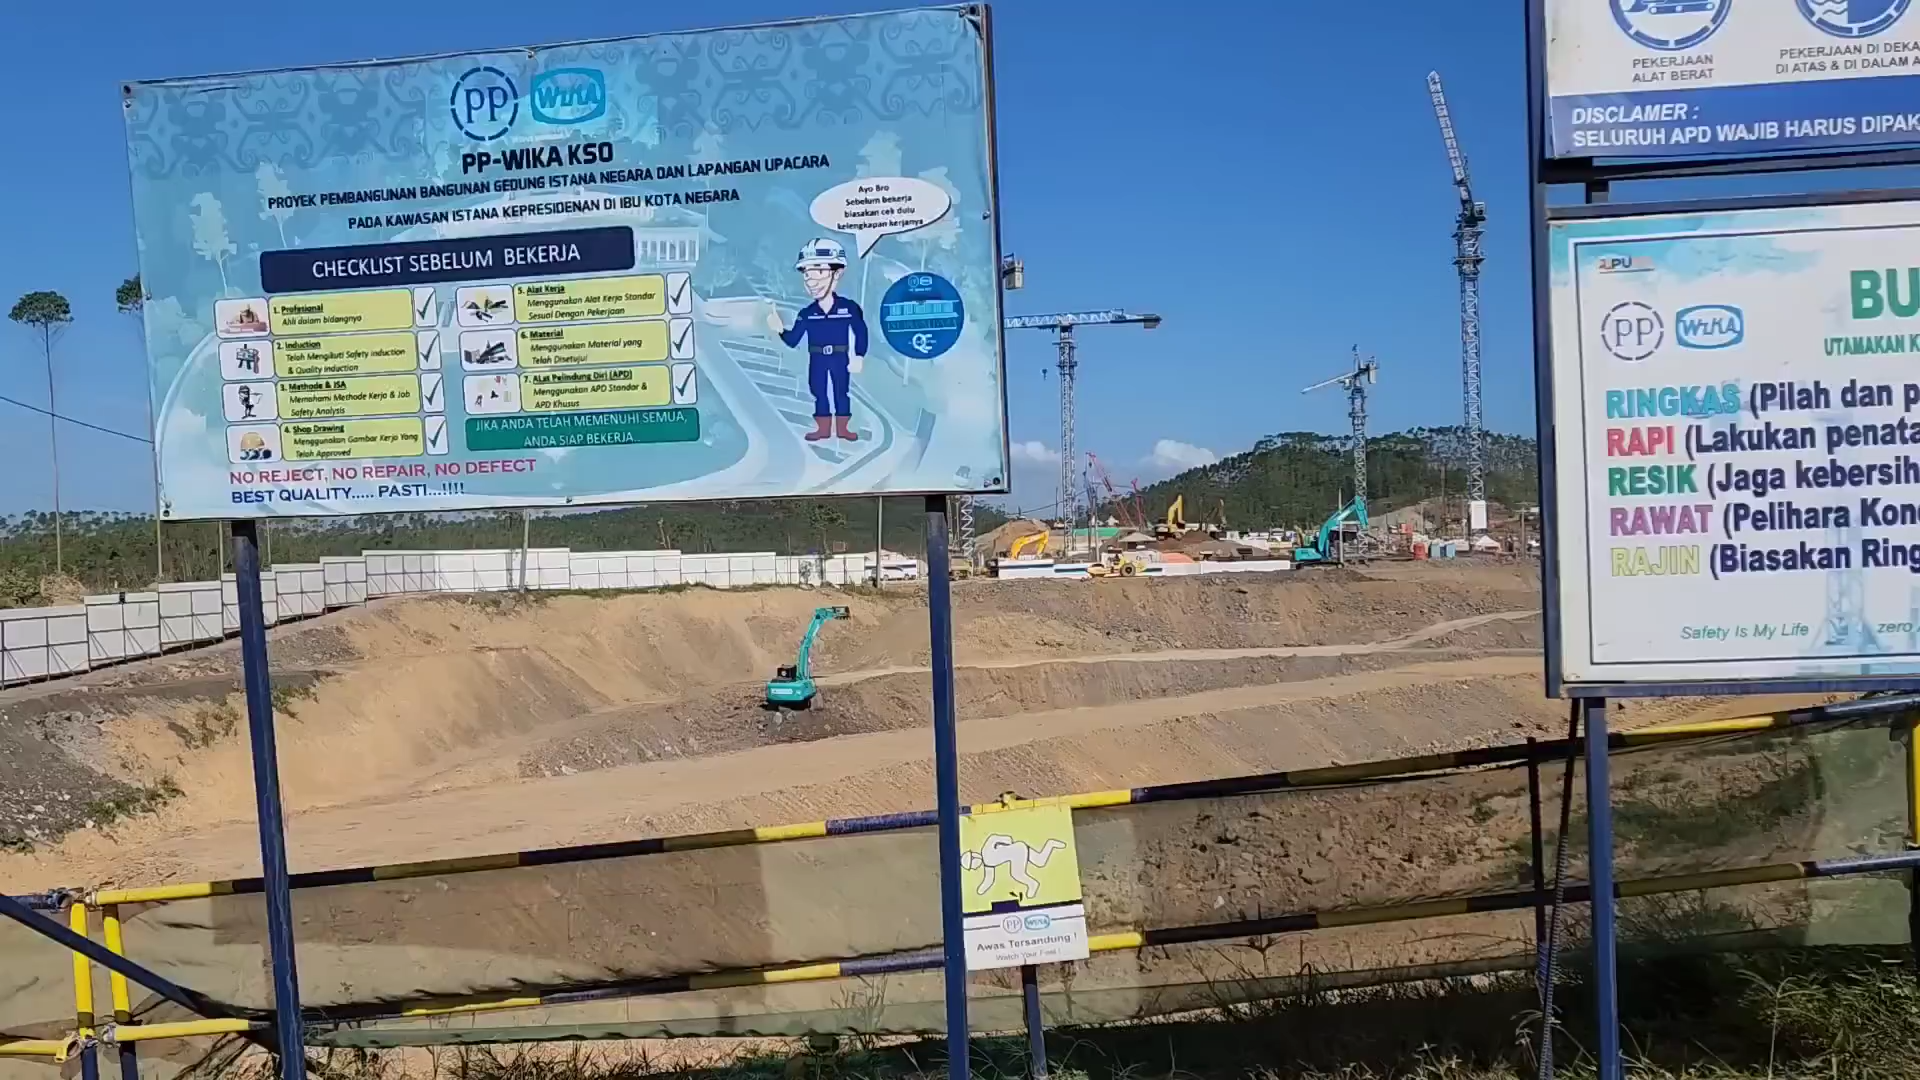 PP WIKA
PP-WIKA KSO
PROYEK PEMBANGUNAN BANGUNAN GEDUNG ISTANA NEGARA DAN LAPANGAN UPACARA
PADA KAWASAN ISTANA KEPRESIDENAN DI IBU KOTA NEGARA
Ayo Bro
Sebelum bekerja
biasakan cek dulu
kelengkapan kerjanya
CHECKLIST SEBELUM BEKERJA
1. Profesional
Ahli dalam bidangnya
2. Induction
Telah Mengikuti Safety Induction
& Quality Induction
3. Methode & JSA
Memahami Methode Kerja & Job
Safety Analysis
4. Shop Drawing
Menggunakan Gambar Kerja Yang
Telah Approved
5. Alat Kerja
Menggunakan Alat Kerja Standar
Sesuai Dengan Pekerjaan
6. Material
Menggunakan Material yang
Telah Disetujui
7. ALat Pelindung Diri (APD)
Menggunakan APD Standar &
APD Khusus
JIKA ANDA TELAH MEMENUHI SEMUA,
ANDA SIAP BEKERJA..
NO REJECT, NO REPAIR, NO DEFECT
BEST QUALITY..... PASTI...!!!!
PEKERJAAN
ALAT BERAT
PEKERJAAN DI DEKA
DI ATAS & DI DALAM A
DISCLAMER :
SELURUH APD WAJIB HARUS DIPAK
PU
PP WIKA
BU
UTAMAKAN K
RINGKAS (Pilah dan p
RAPI (Lakukan penata
RESIK (Jaga kebersih
RAWAT (Pelihara Kon
RAJIN (Biasakan Ring
Safety Is My Life zero
PP WIKA
Awas Tersandung !
Watch Your Feet !